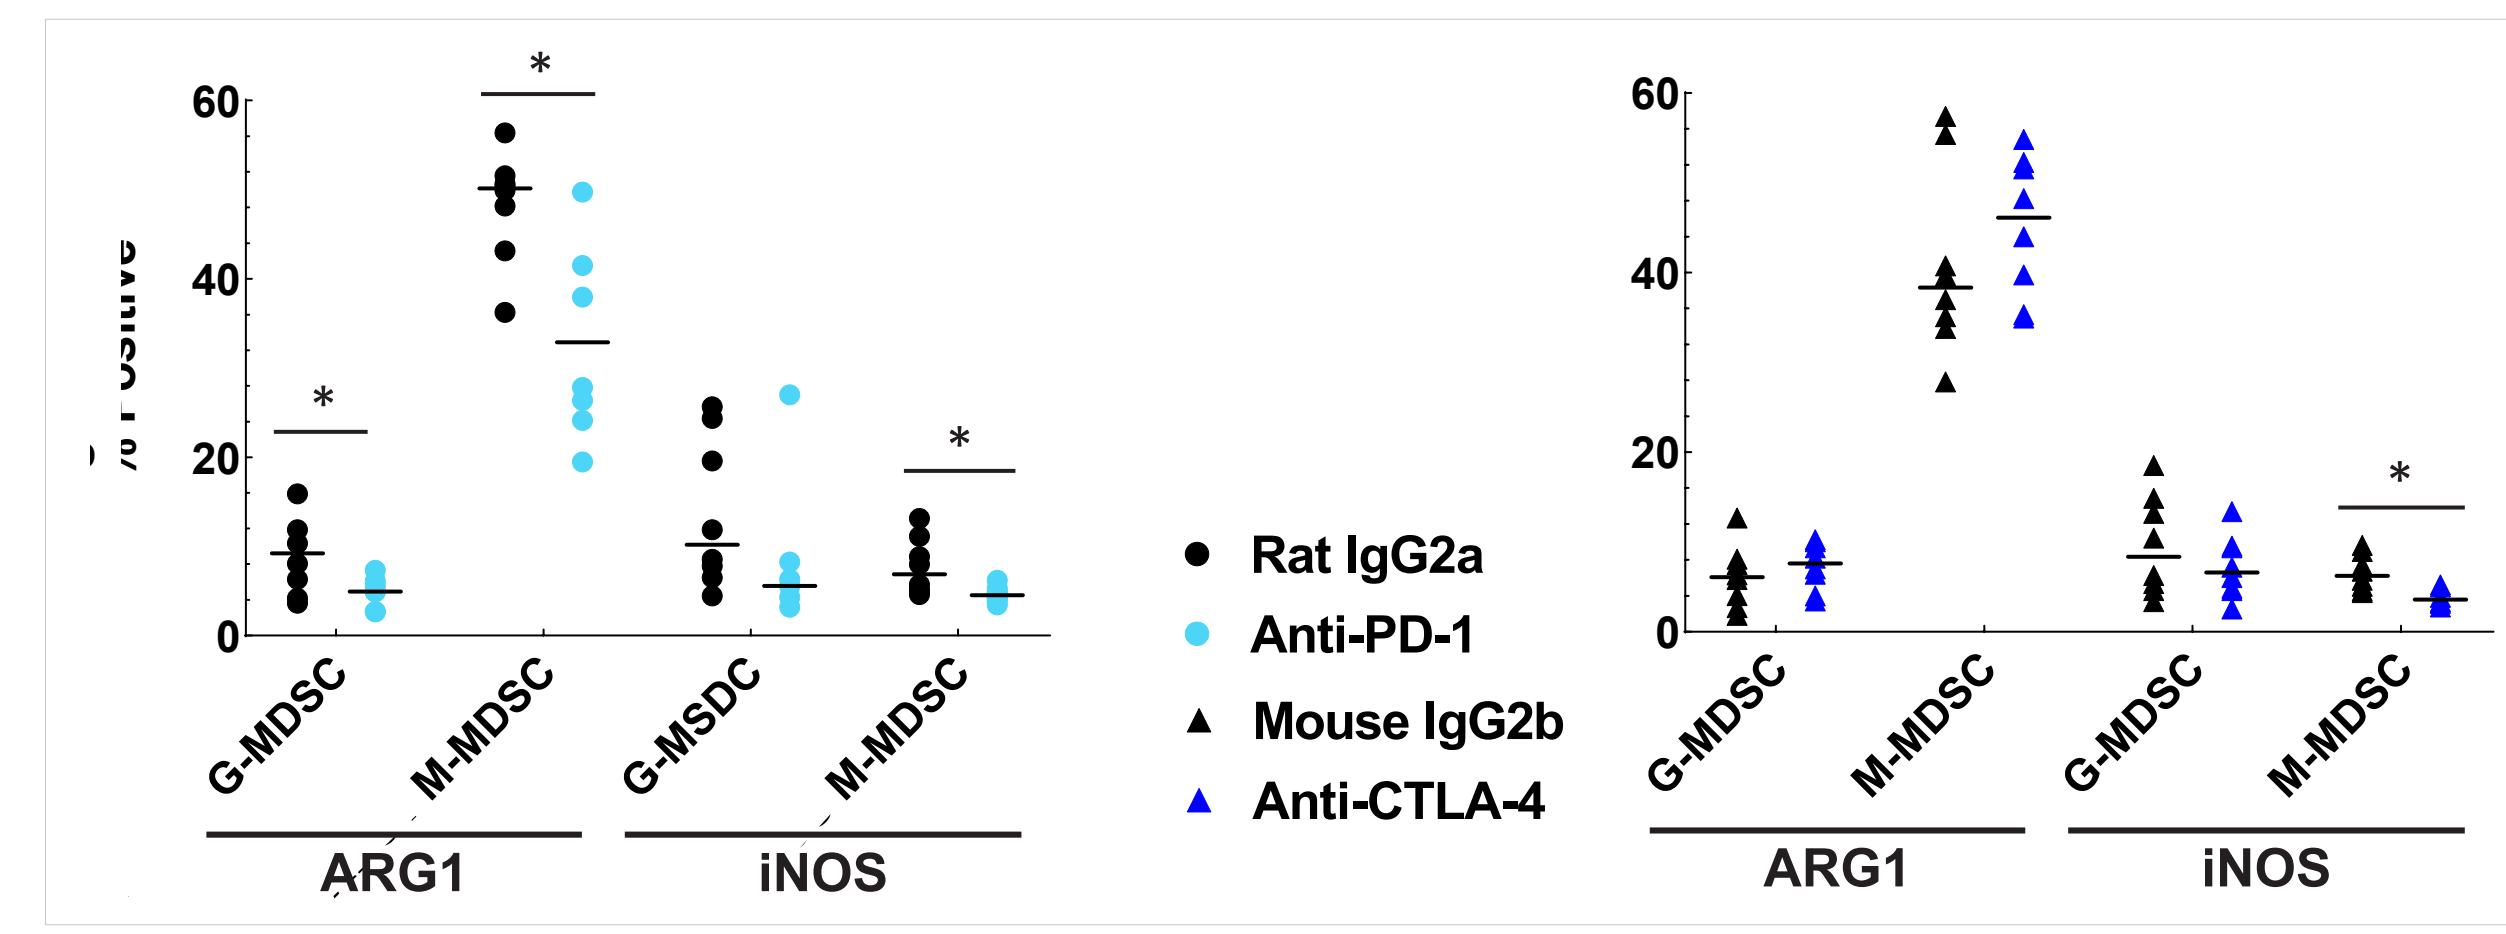 *
*
*
60
40
20
0
G-MDSC
M-MDSC
G-MSDC
M-MDSC
ARG1
iNOS
Rat IgG2a
Anti-PD-1
Mouse IgG2b
Anti-CTLA-4
*
60
40
20
0
G-MDSC
M-MDSC
G-MDSC
M-MDSC
ARG1
iNOS